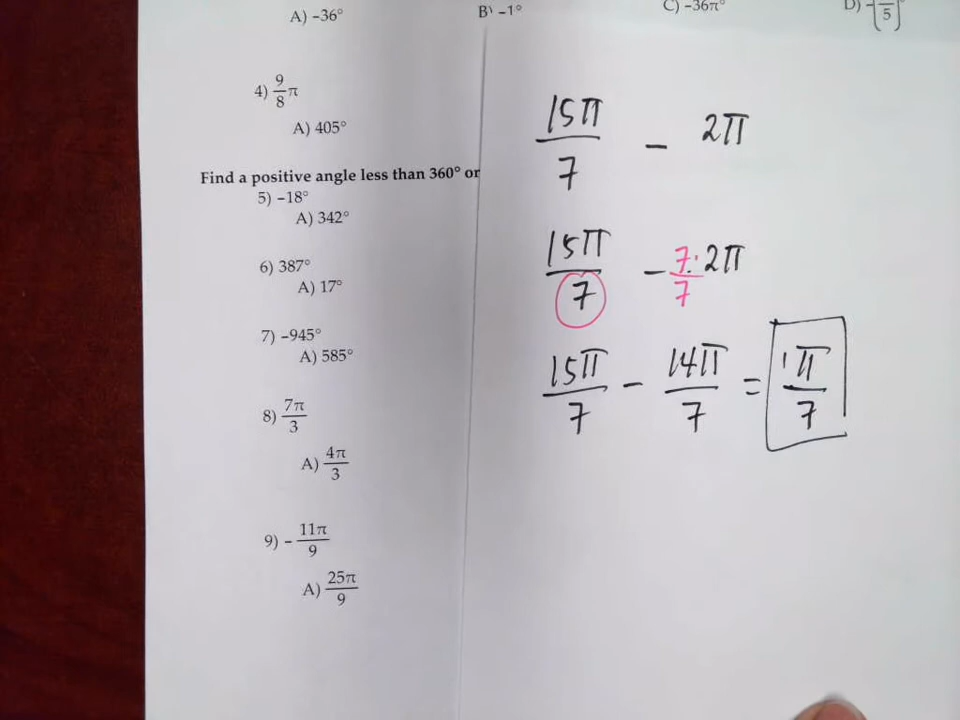 A) –36° B) –1° C) –36π° D) –(π/5)°
4) 9/8 π
A) 405°
Find a positive angle less than 360° or
5) –18°
A) 342°
6) 387°
A) 17°
7) –945°
A) 585°
8) 7π/3
A) 4π/3
9) – 11π/9
A) 25π/9
15π/7 – 2π
15π/7 – 7·/7 2π
15π/7 – 14π/7 = 1π/7